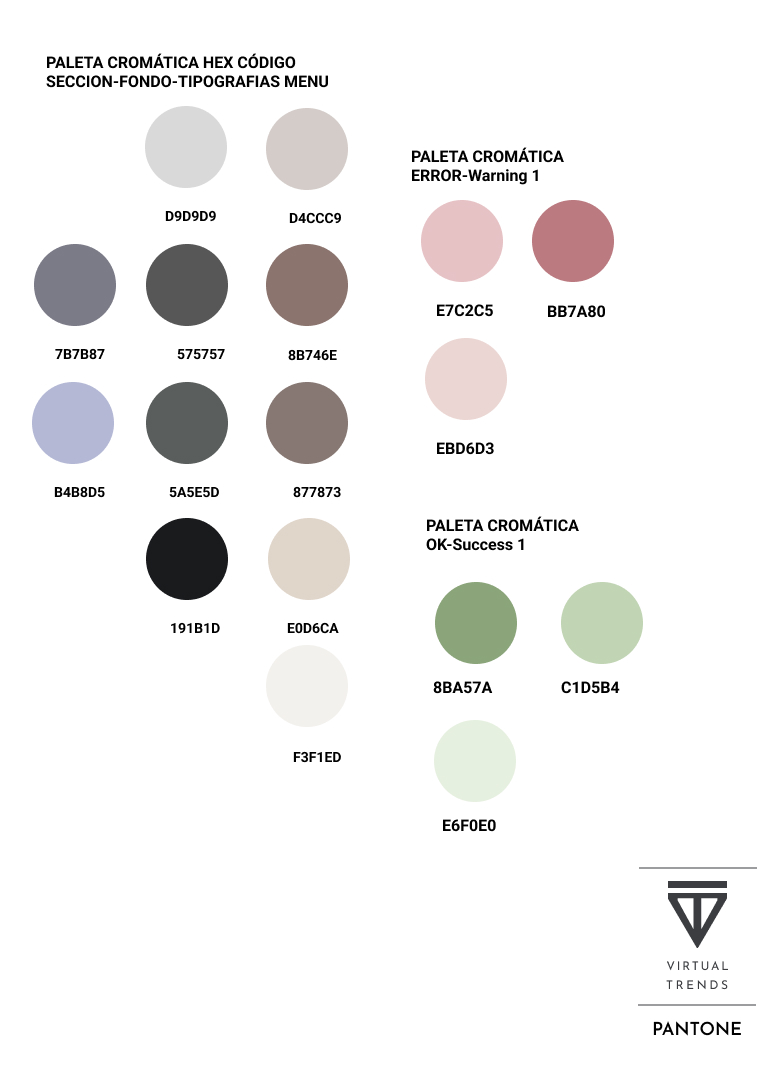 PALETA CROMÁTICA HEX CÓDIGO
SECCION-FONDO-TIPOGRAFIAS MENU
D9D9D9
D4CCC9
7B7B87
575757
8B746E
B4B8D5
5A5E5D
877873
191B1D
E0D6CA
F3F1ED
PALETA CROMÁTICA
ERROR-Warning 1
E7C2C5
BB7A80
EBD6D3
PALETA CROMÁTICA
OK-Success 1
8BA57A
C1D5B4
E6F0E0
VIRTUAL
TRENDS
PANTONE